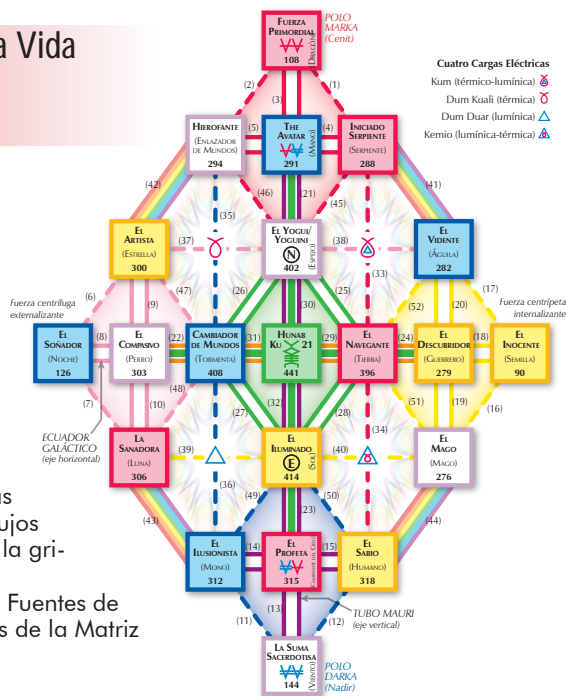 a Vida
FUERZA
PRIMORDIAL
108
(DRAGÓN)
POLO
MARKA
(Cenit)
Cuatro Cargas Eléctricas
Kum (térmico-lumínica)
Dum Kuali (térmica)
Dum Duar (lumínica)
Kemio (lumínica-térmica)
(2)
(3)
(1)
HIEROFANTE
(ENLAZADOR
DE MUNDOS)
294
(5)
THE
AVATAR
291
(MANO)
(4)
INICIADO
SERPIENTE
(SERPIENTE)
288
(42)
(46)
(21)
(45)
(41)
(35)
EL
ARTISTA
(ESTRELLA)
300
(37)
EL YOGUI/
YOGUINI
N
402
(ESPEJO)
(38)
EL
VIDENTE
(ÁGUILA)
282
(33)
Fuerza centrífuga
externalizante
(6)
(9)
(47)
(26)
(30)
(25)
(52)
(20)
(17)
Fuerza centrípeta
internalizante
EL
SOÑADOR
(NOCHE)
126
(8)
EL
COMPASIVO
(PERRO)
303
(22)
CAMBIADOR
DE MUNDOS
(TORMENTA)
408
(31)
HUNAB
KU 21
441
(29)
EL
NAVEGANTE
(TIERRA)
396
(24)
EL
DESCUBRIDOR
(GUERRERO)
279
(18)
EL
INOCENTE
(SEMILLA)
90
(7)
(10)
(48)
(27)
(32)
(28)
(51)
(19)
(16)
ECUADOR
GALÁCTICO
(eje horizontal)
LA
SANADORA
(LUNA)
306
(39)
EL
ILUMINADO
E
414
(SOL)
(40)
(34)
EL
MAGO
(MAGO)
276
(36)
(43)
(49)
(23)
(50)
(44)
as
ujos
la gri-
EL
ILUSIONISTA
(MONO)
312
(14)
EL
PROFETA
315
(CAMINANTE DEL CIELO)
(15)
EL
SABIO
(HUMANO)
318
Fuentes de
s de la Matriz
(11)
(13)
(12)
TUBO MAURI
(eje vertical)
LA SUMA
SACERDOTISA
144
(VIENTO)
POLO
DARKA
(Nadir)